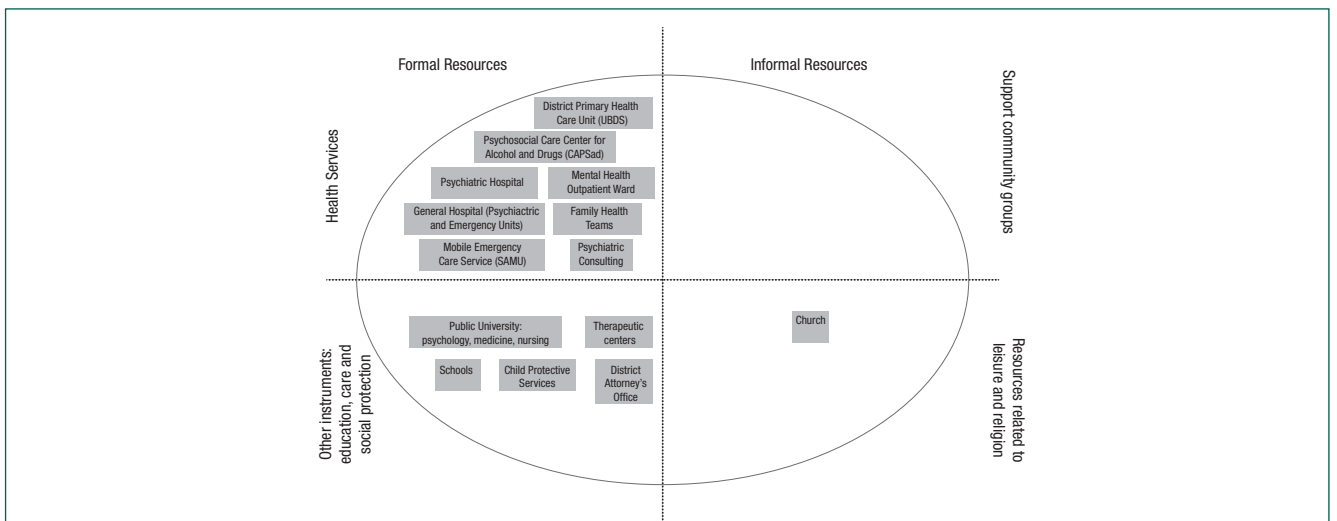 Formal Resources
Informal Resources
Health Services
District Primary Health
Care Unit (UBDS)
Psychosocial Care Center for
Alcohol and Drugs (CAPSad)
Psychiatric Hospital
Mental Health
Outpatient Ward
General Hospital (Psychiactric
and Emergency Units)
Family Health
Teams
Mobile Emergency
Care Service (SAMU)
Psychiatric
Consulting
Support community
groups
Other instruments:
education, care and
social protection
Public University:
psychology, medicine, nursing
Therapeutic
centers
Schools
Child Protective
Services
District
Attorney’s
Office
Church
Resources related to
leisure and religion